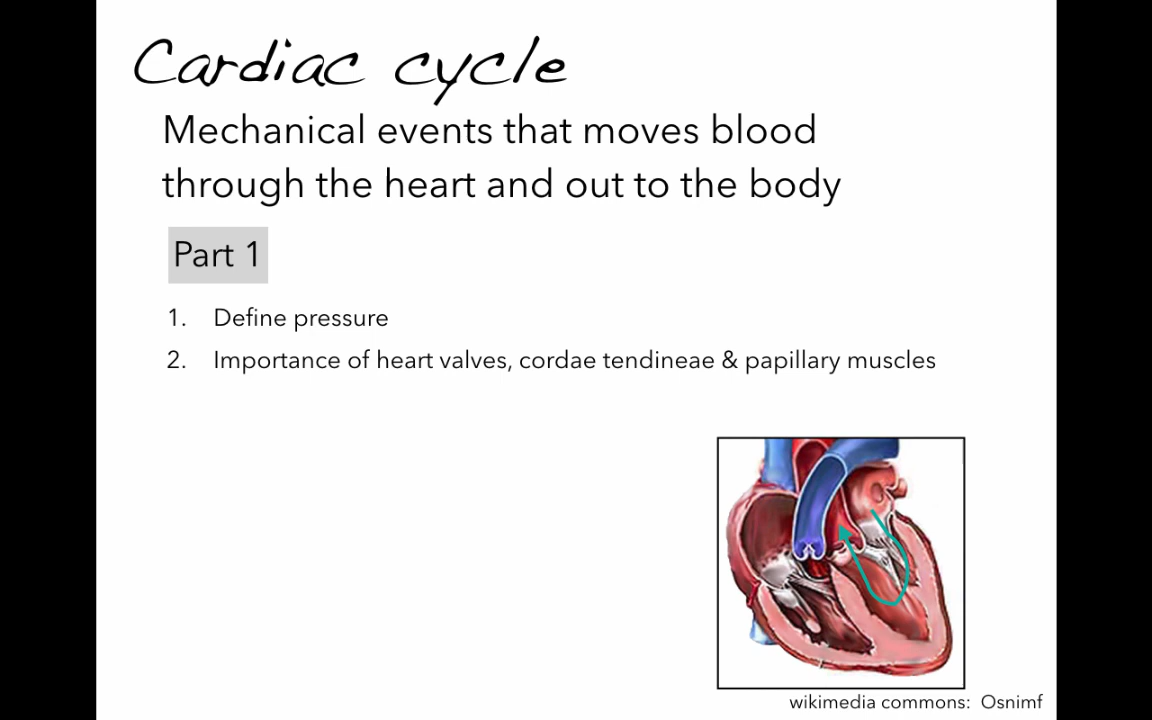 Cardiac cycle
Mechanical events that moves blood
through the heart and out to the body
Part 1
1. Define pressure
2. Importance of heart valves, cordae tendineae & papillary muscles
wikimedia commons: Osnimf